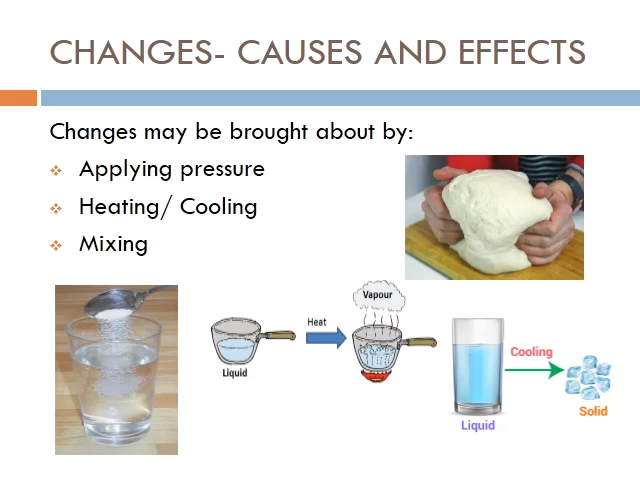 CHANGES- CAUSES AND EFFECTS
Changes may be brought about by:
Applying pressure
Heating/ Cooling
Mixing
Vapour
Heat
Liquid
Cooling
Solid
Liquid